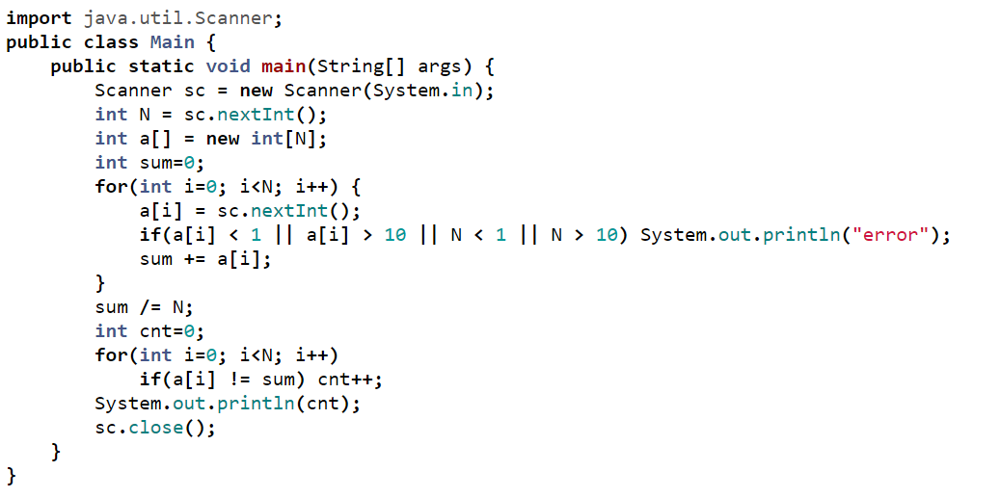 import java.util.Scanner;
public class Main {
    public static void main(String[] args) {
        Scanner sc = new Scanner(System.in);
        int N = sc.nextInt();
        int a[] = new int[N];
        int sum=0;
        for(int i=0; i<N; i++) {
            a[i] = sc.nextInt();
            if(a[i] < 1 || a[i] > 10 || N < 1 || N > 10) System.out.println("error");
            sum += a[i];
        }
        sum /= N;
        int cnt=0;
        for(int i=0; i<N; i++)
            if(a[i] != sum) cnt++;
        System.out.println(cnt);
        sc.close();
    }
}